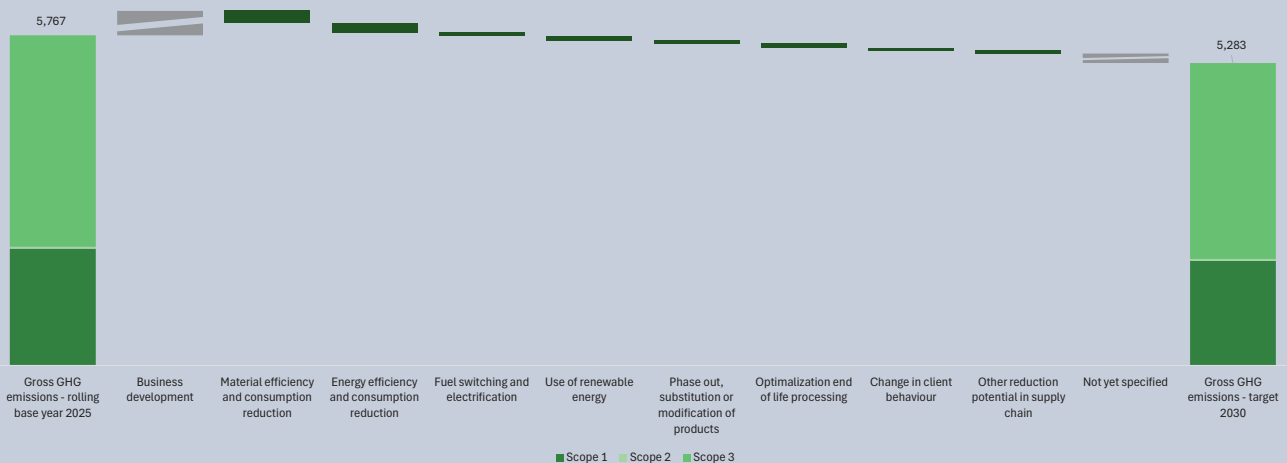 5,767
5,283
Gross GHG
emissions - rolling
base year 2025
Business
development
Material efficiency
and consumption
reduction
Energy efficiency
and consumption
reduction
Fuel switching and
electrification
Use of renewable
energy
Phase out,
substitution or
modification of
products
Optimalization end
of life processing
Change in client
behaviour
Other reduction
potential in supply
chain
Not yet specified
Gross GHG
emissions - target
2030
Scope 1 Scope 2 Scope 3